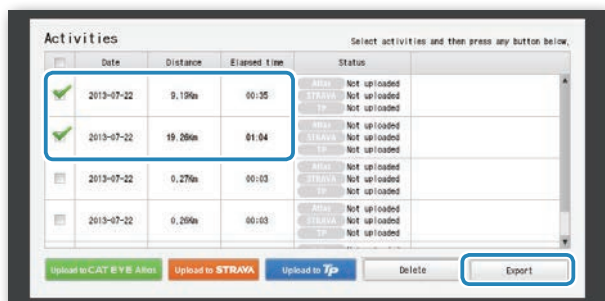 Activities
Select activities and then press any button below.
Date Distance Elapsed time Status
2013-07-22 9.19Km 00:35
Atlas Not uploaded
STRAVA Not uploaded
TP Not uploaded
2013-07-22 19.26Km 01:04
Atlas Not uploaded
STRAVA Not uploaded
TP Not uploaded
2013-07-22 0.27Km 00:03
Atlas Not uploaded
STRAVA Not uploaded
TP Not uploaded
2013-07-22 0.26Km 00:03
Atlas Not uploaded
STRAVA Not uploaded
TP Not uploaded
Not uploaded
Upload to CATEYE Atlas Upload to STRAVA Upload to TP Delete Export